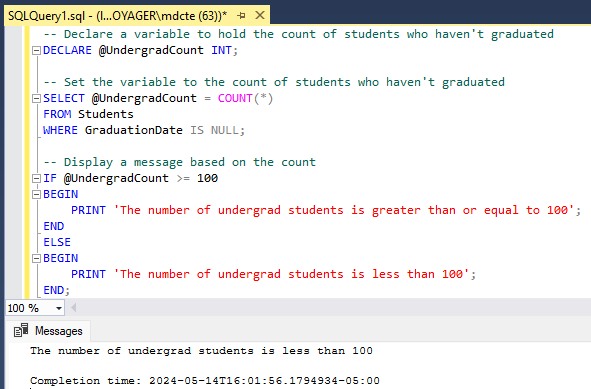 SQLQuery1.sql - (l...OYAGER\mdcte (63))*
-- Declare a variable to hold the count of students who haven't graduated
DECLARE @UndergradCount INT;
-- Set the variable to the count of students who haven't graduated
SELECT @UndergradCount = COUNT(*)
FROM Students
WHERE GraduationDate IS NULL;
-- Display a message based on the count
IF @UndergradCount >= 100
BEGIN
PRINT 'The number of undergrad students is greater than or equal to 100';
END
ELSE
BEGIN
PRINT 'The number of undergrad students is less than 100';
END;
100 %
Messages
The number of undergrad students is less than 100
Completion time: 2024-05-14T16:01:56.1794934-05:00